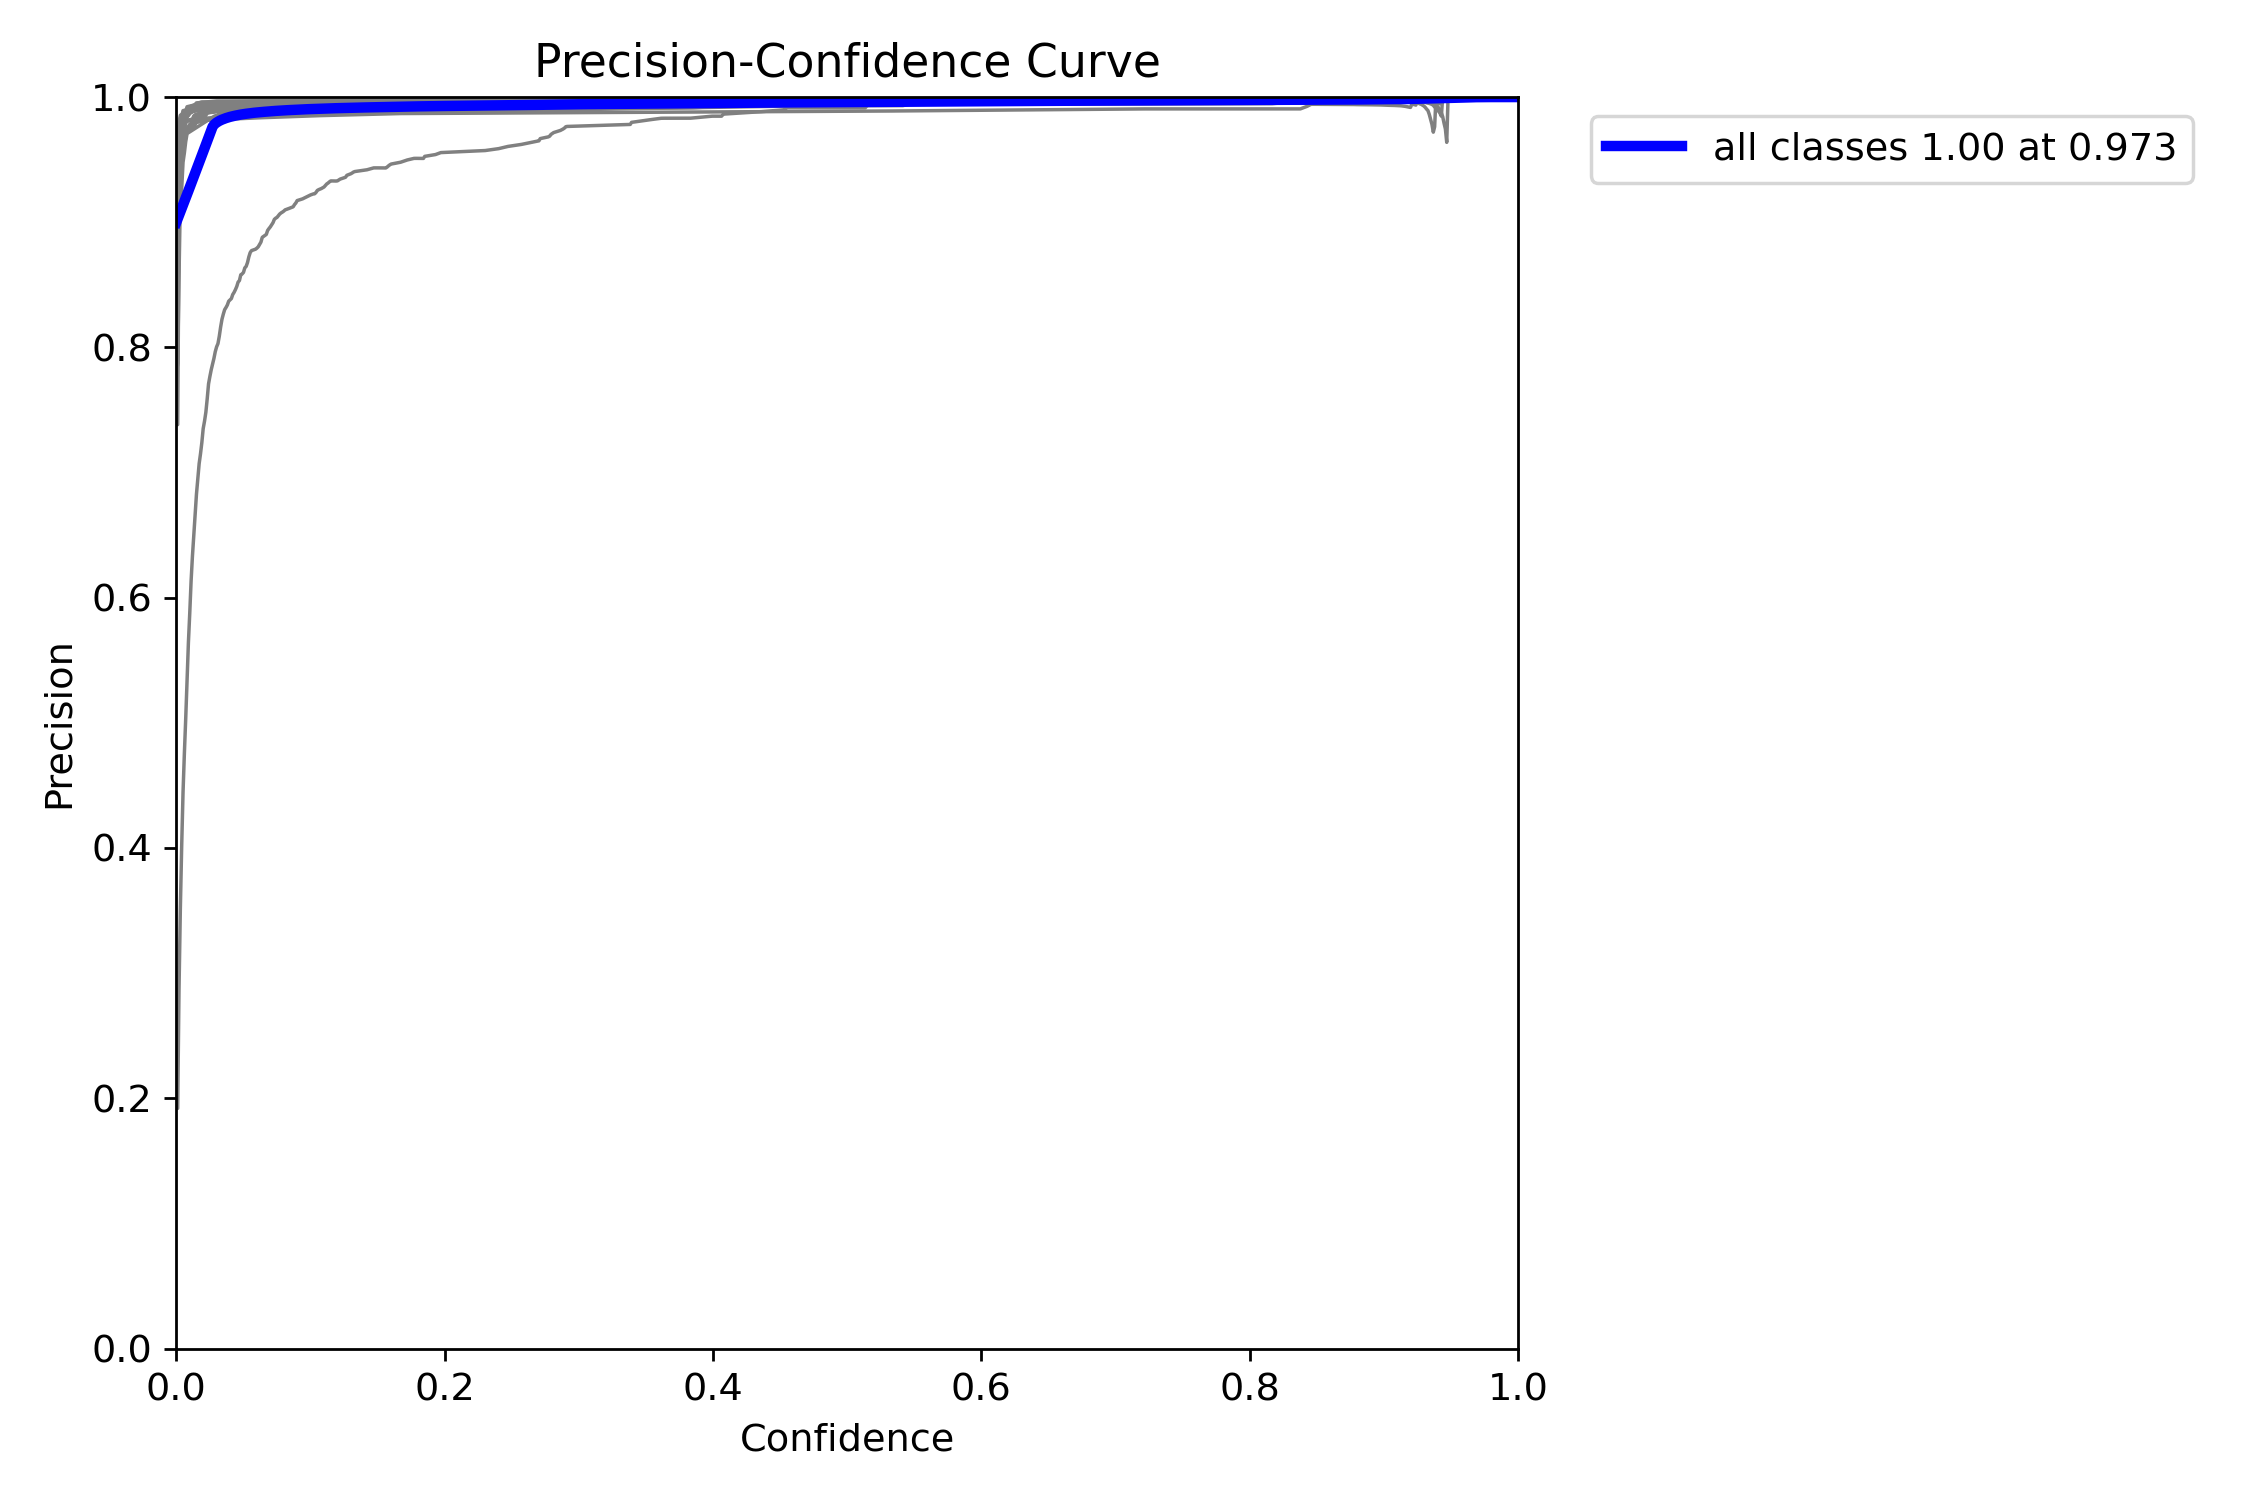 Precision-Confidence Curve
all classes 1.00 at 0.973
Precision
1.0
0.8
0.6
0.4
0.2
0.0
0.0 0.2 0.4 0.6 0.8 1.0
Confidence